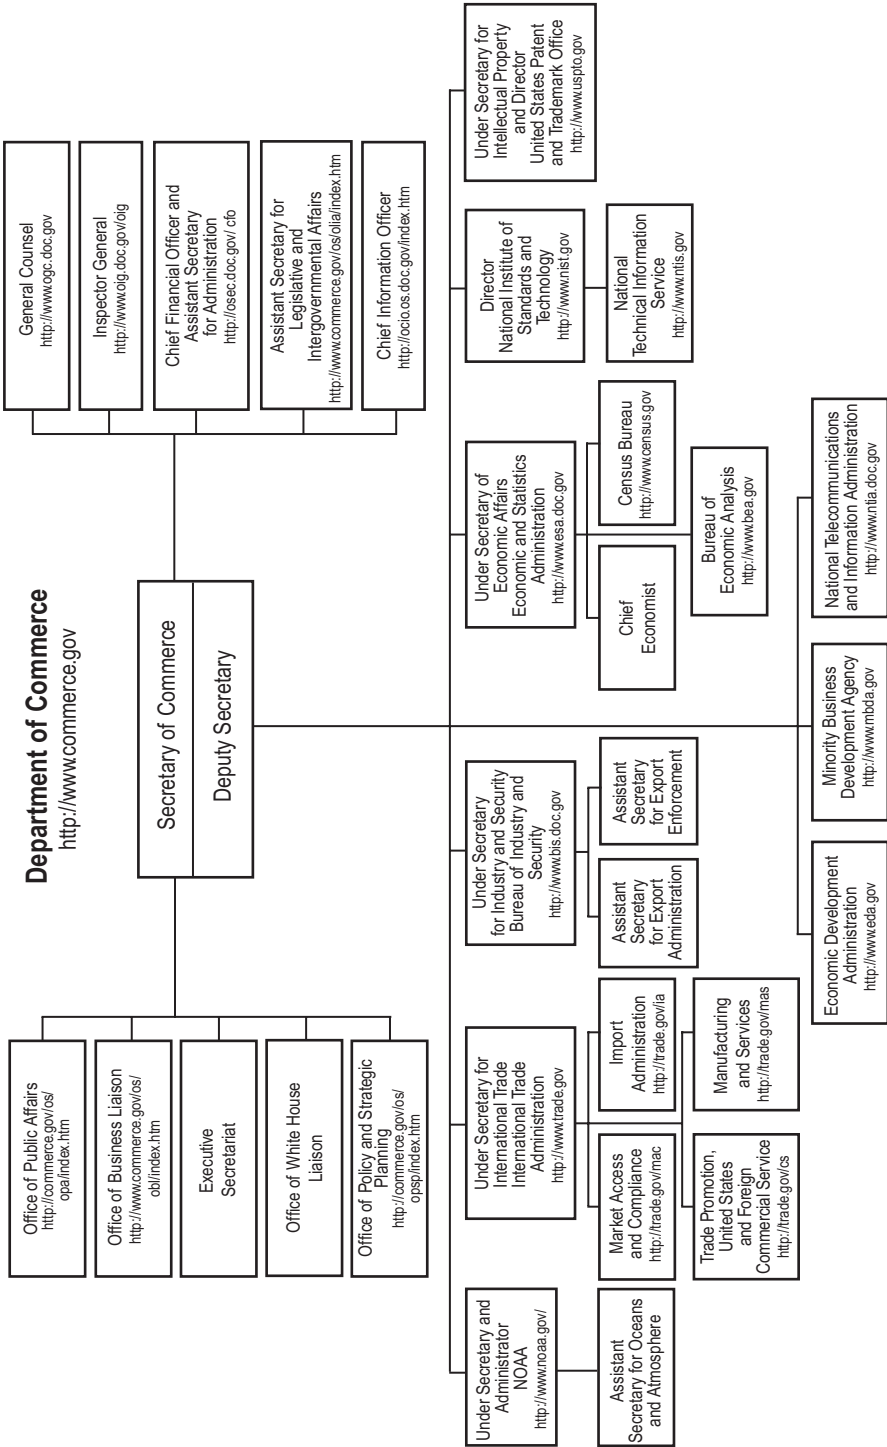 Department of Commerce
http://www.commerce.gov
Secretary of Commerce
Deputy Secretary
Office of Public Affairs
http://commerce.gov/os/
opa/index.htm
Office of Business Liaison
http://www.commerce.gov/os/
obl/index.htm
Executive
Secretariat
Office of White House
Liaison
Office of Policy and Strategic
Planning
http://commerce.gov/os/
opsp/index.htm
General Counsel
http://www.ogc.doc.gov
Inspector General
http://www.oig.doc.gov/oig
Chief Financial Officer and
Assistant Secretary
for Administration
http://osec.doc.gov/ cfo
Assistant Secretary for
Legislative and
Intergovernmental Affairs
http://www.commerce.gov/os/olia/index.htm
Chief Information Officer
http://ocio.os.doc.gov/index.htm
Under Secretary and
Administrator
NOAA
http://www.noaa.gov/
Assistant
Secretary for Oceans
and Atmosphere
Under Secretary for
International Trade
International Trade
Administration
http://www.trade.gov
Market Access
and Compliance
http://trade.gov/mac
Import
Administration
http://trade.gov/ia
Trade Promotion,
United States
and Foreign
Commercial Service
http://trade.gov/cs
Manufacturing
and Services
http://trade.gov/mas
Under Secretary
for Industry and Security
Bureau of Industry and
Security
http://www.bis.doc.gov
Assistant
Secretary
for Export
Administration
Assistant
Secretary
for Export
Enforcement
Under Secretary of
Economic Affairs
Economic and Statistics
Administration
http://www.esa.doc.gov
Chief
Economist
Census Bureau
http://www.census.gov
Bureau of
Economic Analysis
http://www.bea.gov
Director
National Institute of
Standards and
Technology
http://www.nist.gov
National
Technical Information
Service
http://www.ntis.gov
Under Secretary for
Intellectual Property
and Director
United States Patent
and Trademark Office
http://www.uspto.gov
Economic Development
Administration
http://www.eda.gov
Minority Business
Development Agency
http://www.mbda.gov
National Telecommunications
and Information Administration
http://www.ntia.doc.gov